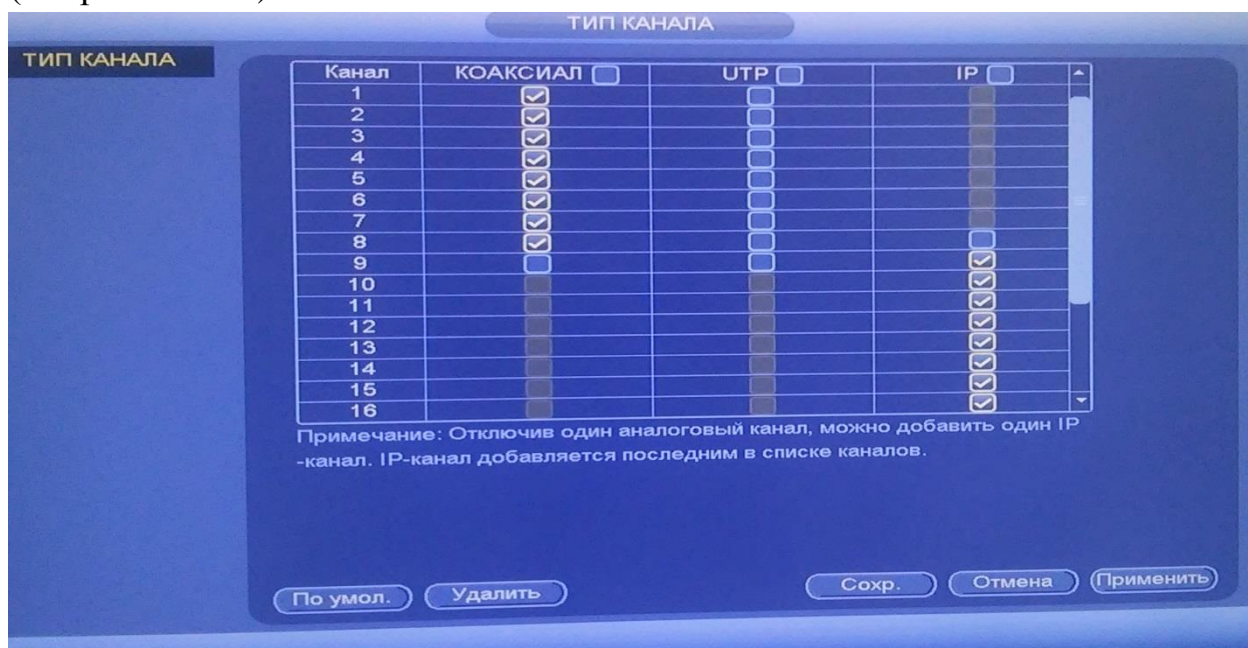 ТИП КАНАЛА
ТИП КАНАЛА
Канал КОАКСИАЛ UTP IP
1
2
3
4
5
6
7
8
9
10
11
12
13
14
15
16
Примечание: Отключив один аналоговый канал, можно добавить один IP
-канал. IP-канал добавляется последним в списке каналов.
По умол. Удалить Сохр. Отмена Применить